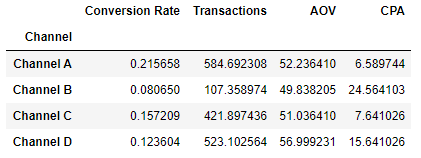 Conversion Rate Transactions AOV CPA
Channel
Channel A 0.215658 584.692308 52.236410 6.589744
Channel B 0.080650 107.358974 49.838205 24.564103
Channel C 0.157209 421.897436 51.036410 7.641026
Channel D 0.123604 523.102564 56.999231 15.641026